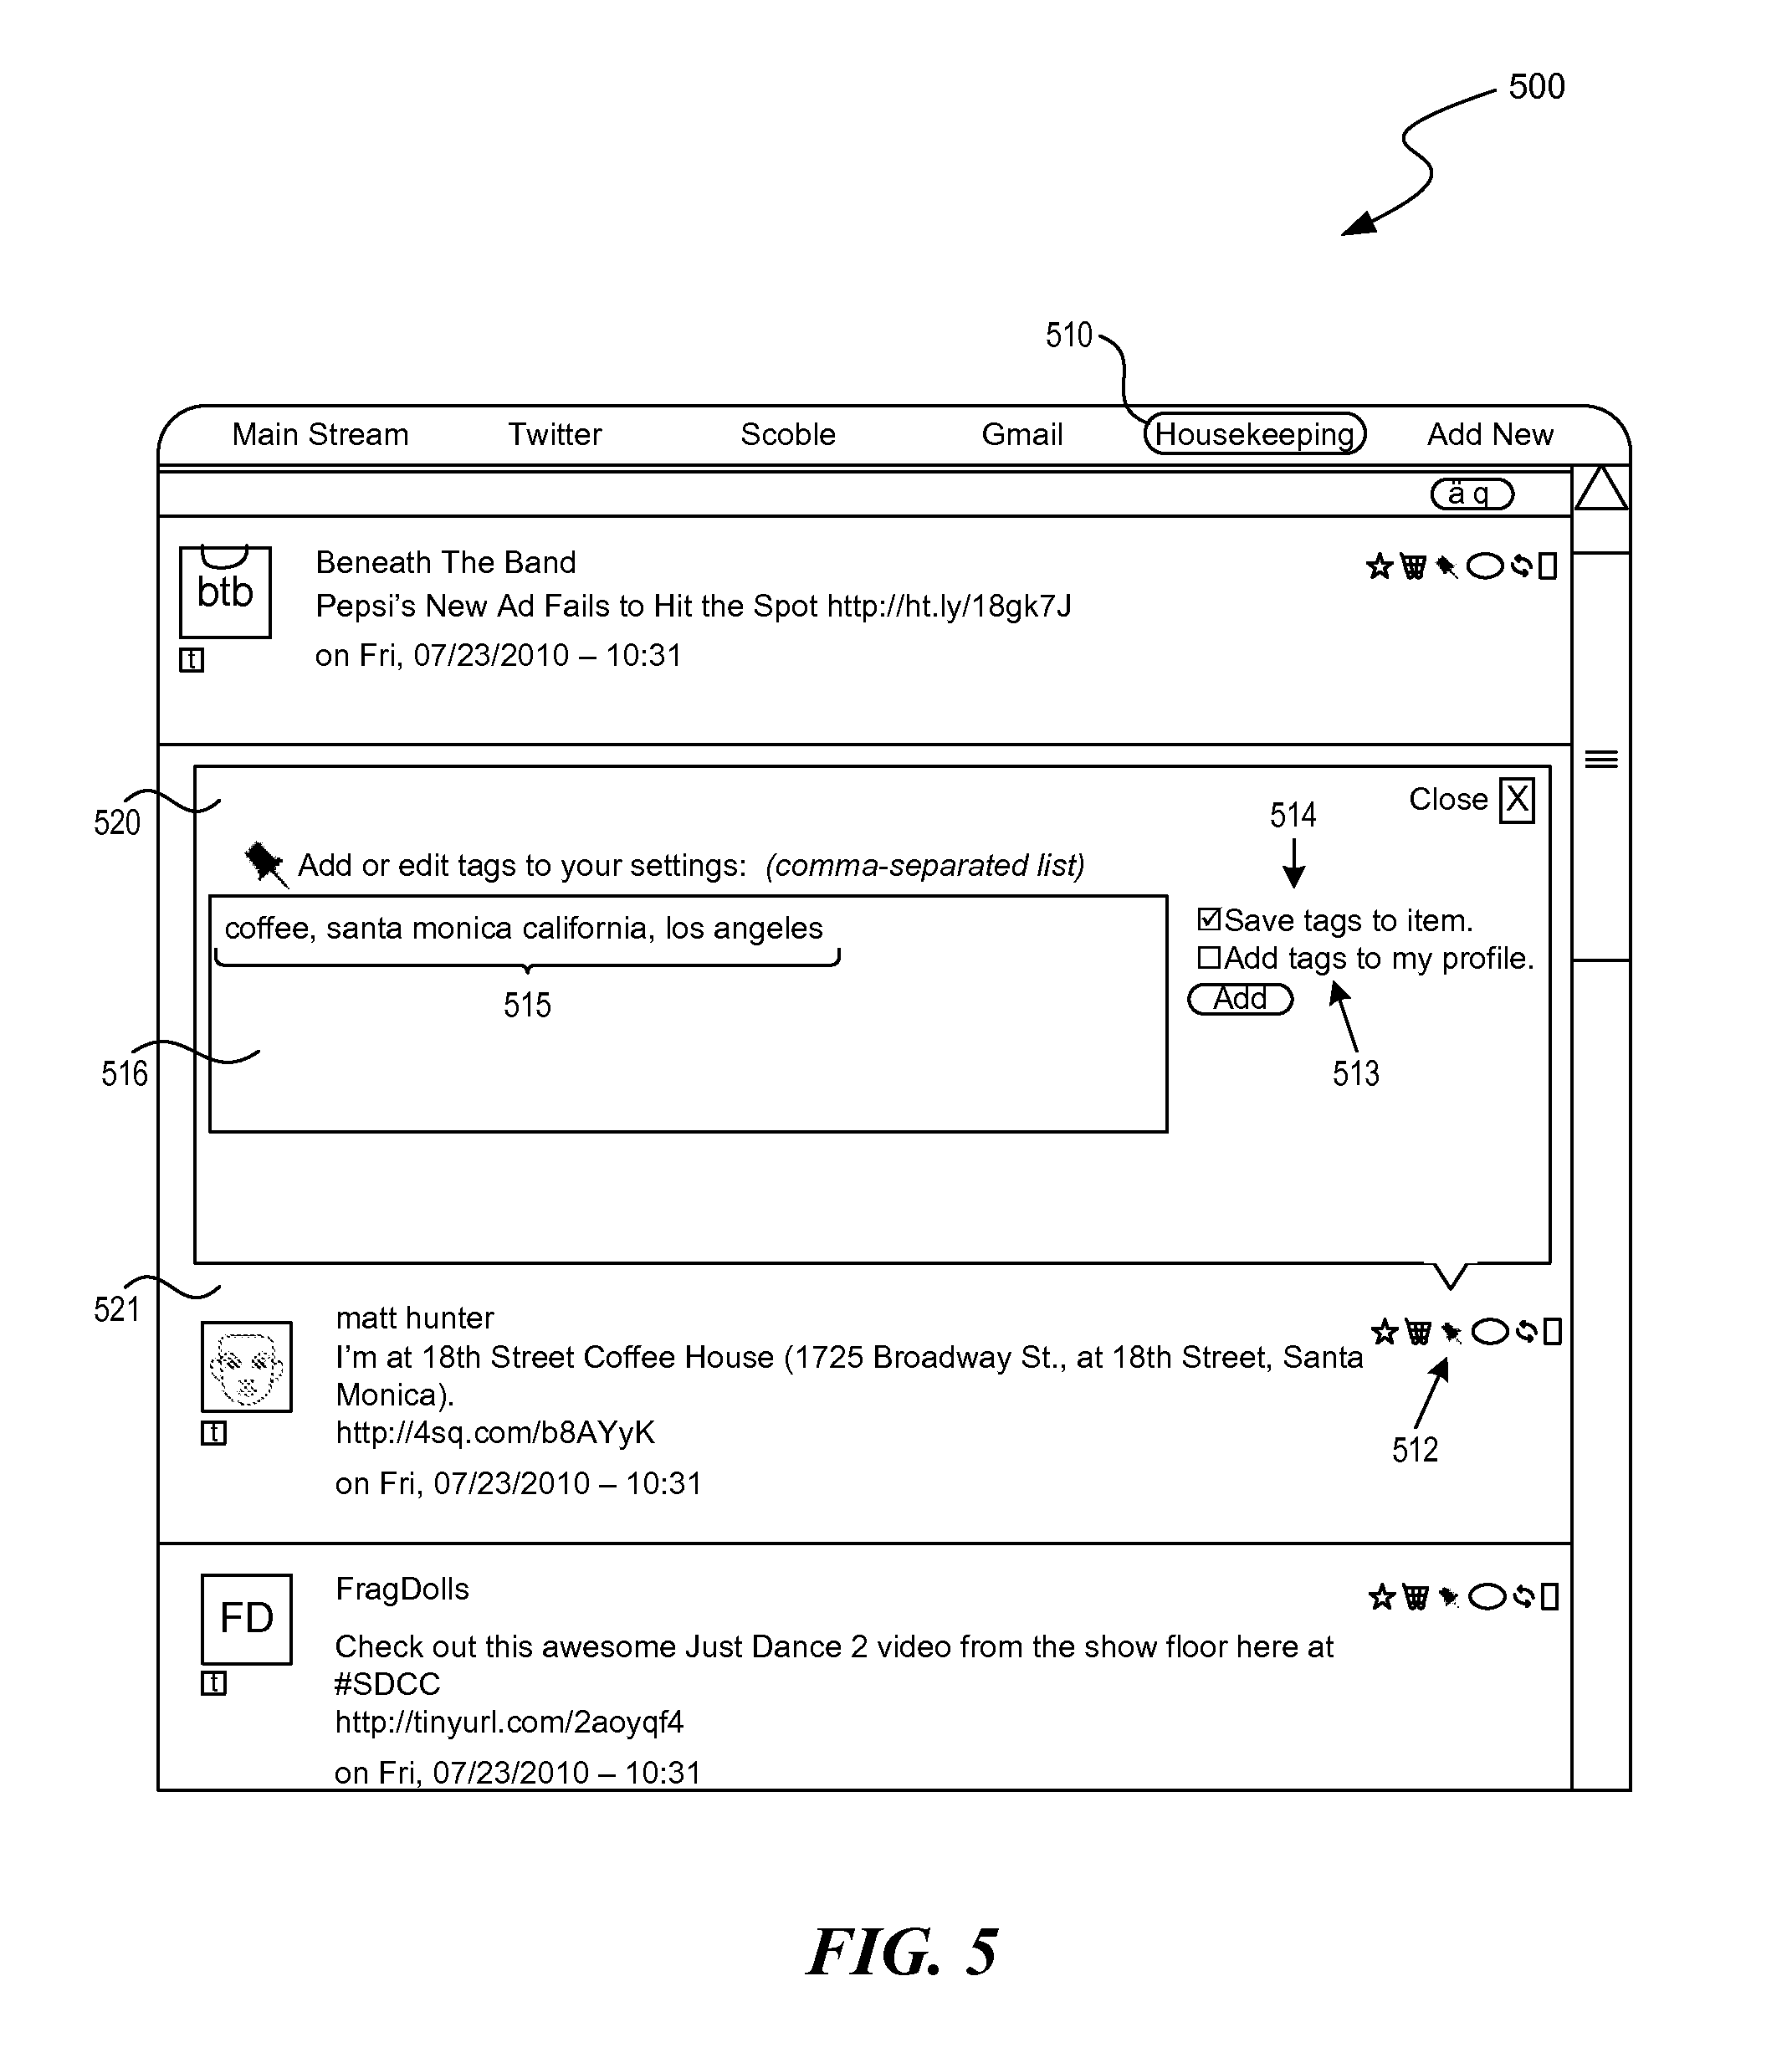 500
510
Main Stream Twitter Scoble Gmail Housekeeping Add New
ä q
btb
t
Beneath The Band
Pepsi's New Ad Fails to Hit the Spot http://ht.ly/18gk7J
on Fri, 07/23/2010 – 10:31
520
Close X
514
Add or edit tags to your settings: (comma-separated list)
coffee, santa monica california, los angeles
515
516
Save tags to item.
Add tags to my profile.
Add
513
521
t
matt hunter
I'm at 18th Street Coffee House (1725 Broadway St., at 18th Street, Santa
Monica).
http://4sq.com/b8AYyK
on Fri, 07/23/2010 – 10:31
512
FD
t
FragDolls
Check out this awesome Just Dance 2 video from the show floor here at
#SDCC
http://tinyurl.com/2aoyqf4
on Fri, 07/23/2010 – 10:31
FIG. 5